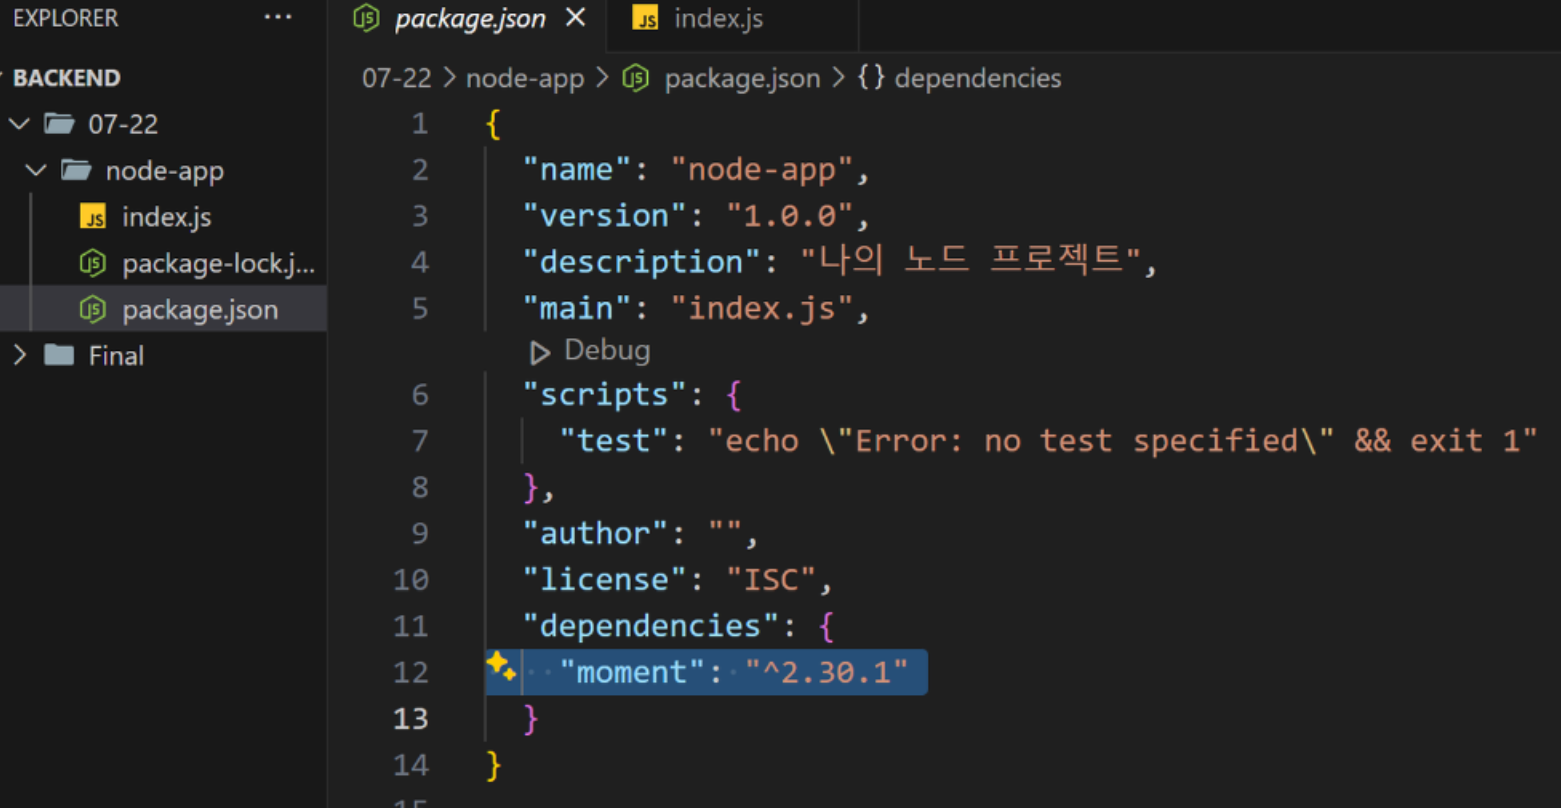 EXPLORER ···
package.json
JS index.js
BACKEND
07-22
node-app
JS index.js
package-lock.j...
package.json
Final
07-22 > node-app > package.json > {} dependencies
1 {
2 "name": "node-app",
3 "version": "1.0.0",
4 "description": "나의 노드 프로젝트",
5 "main": "index.js",
Debug
6 "scripts": {
7 "test": "echo \"Error: no test specified\" && exit 1"
8 },
9 "author": "",
10 "license": "ISC",
11 "dependencies": {
12 "moment": "^2.30.1"
13 }
14 }
15